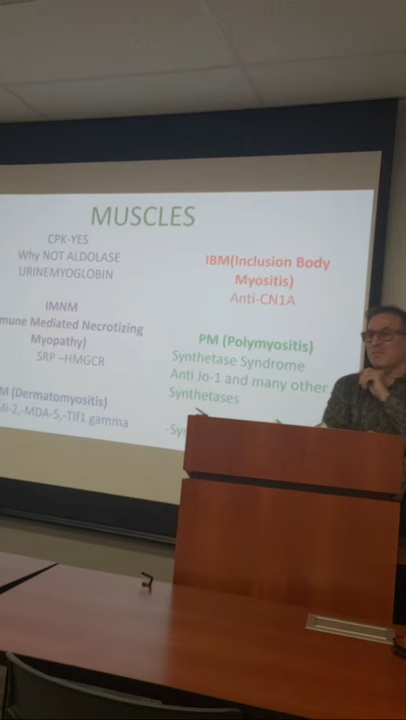 MUSCLES
CPK-YES
Why NOT ALDOLASE
URINEMYOGLOBIN
IMNM
mune Mediated Necrotizing
Myopathy)
SRP –HMGCR
M (Dermatomyositis)
Mi-2,-MDA-5,-Tif1 gamma
IBM(Inclusion Body
Myositis)
Anti-CN1A
PM (Polymyositis)
Synthetase Syndrome
Anti Jo-1 and many other
Synthetases